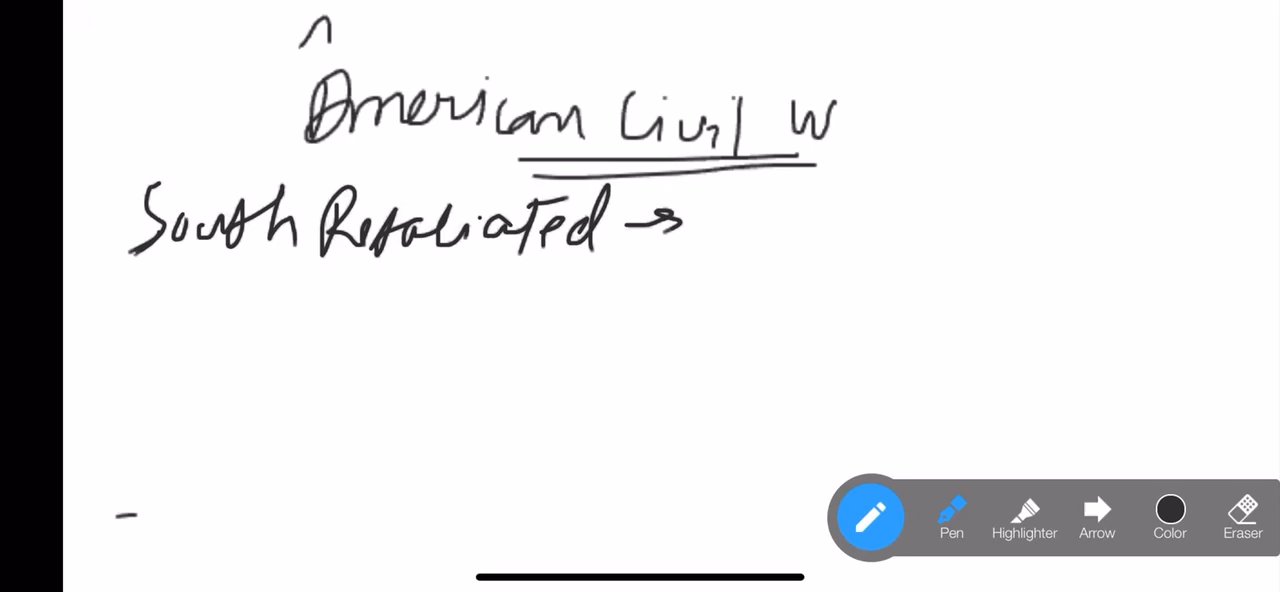 American Civil W
South Retaliated →
Pen Highlighter Arrow Color Eraser